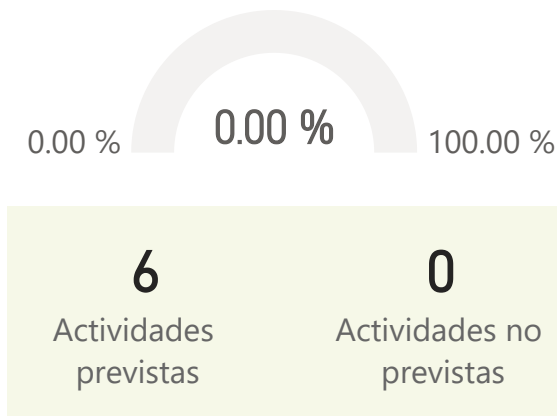 0.00 % 0.00 % 100.00 %
6 0
Actividades Actividades no
previstas previstas